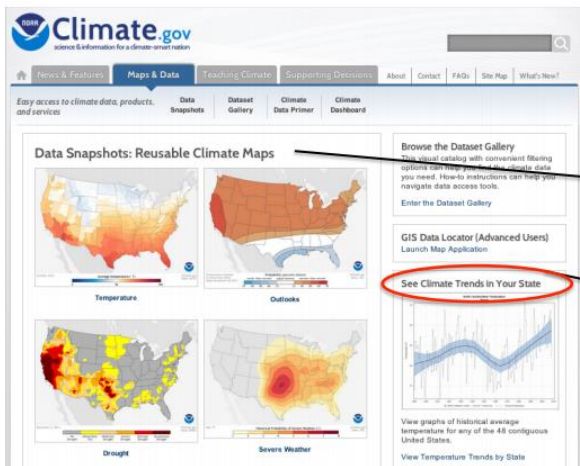 NOAA
Climate.gov
science & information for a climate-smart nation
News & Features
Maps & Data
Teaching Climate
Supporting Decisions
About
Contact
FAQs
Site Map
What's New?
Easy access to climate data, products,
and services
Data
Snapshots
Dataset
Gallery
Climate
Data Primer
Climate
Dashboard
Data Snapshots: Reusable Climate Maps
Temperature
Outlooks
Drought
Severe Weather
Browse the Dataset Gallery
This visual catalog with convenient filtering
options can help you find the climate data
you need. How-to instructions can help you
navigate data access tools.
Enter the Dataset Gallery
GIS Data Locator (Advanced Users)
Launch Map Application
See Climate Trends in Your State
View graphs of historical average
temperature for any of the 48 contiguous
United States.
View Temperature Trends by State